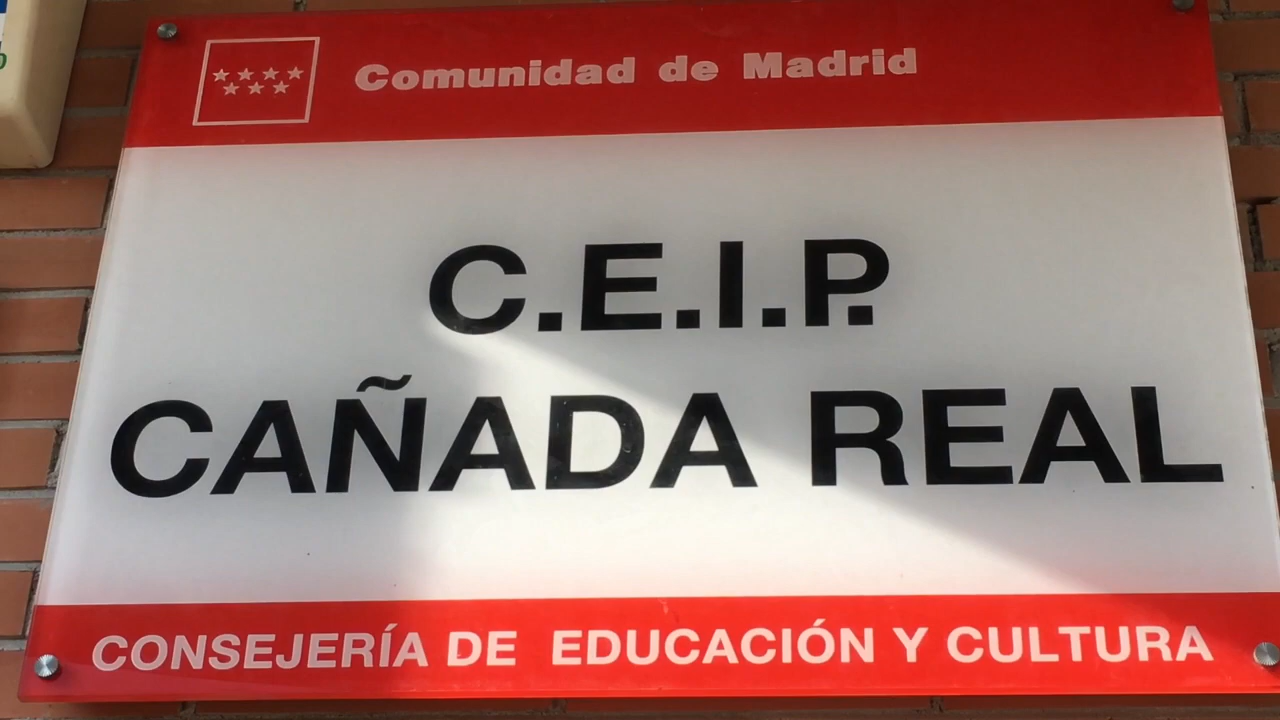 Comunidad de Madrid
C.E.I.P.
CAÑADA REAL
CONSEJERÍA DE EDUCACIÓN Y CULTURA